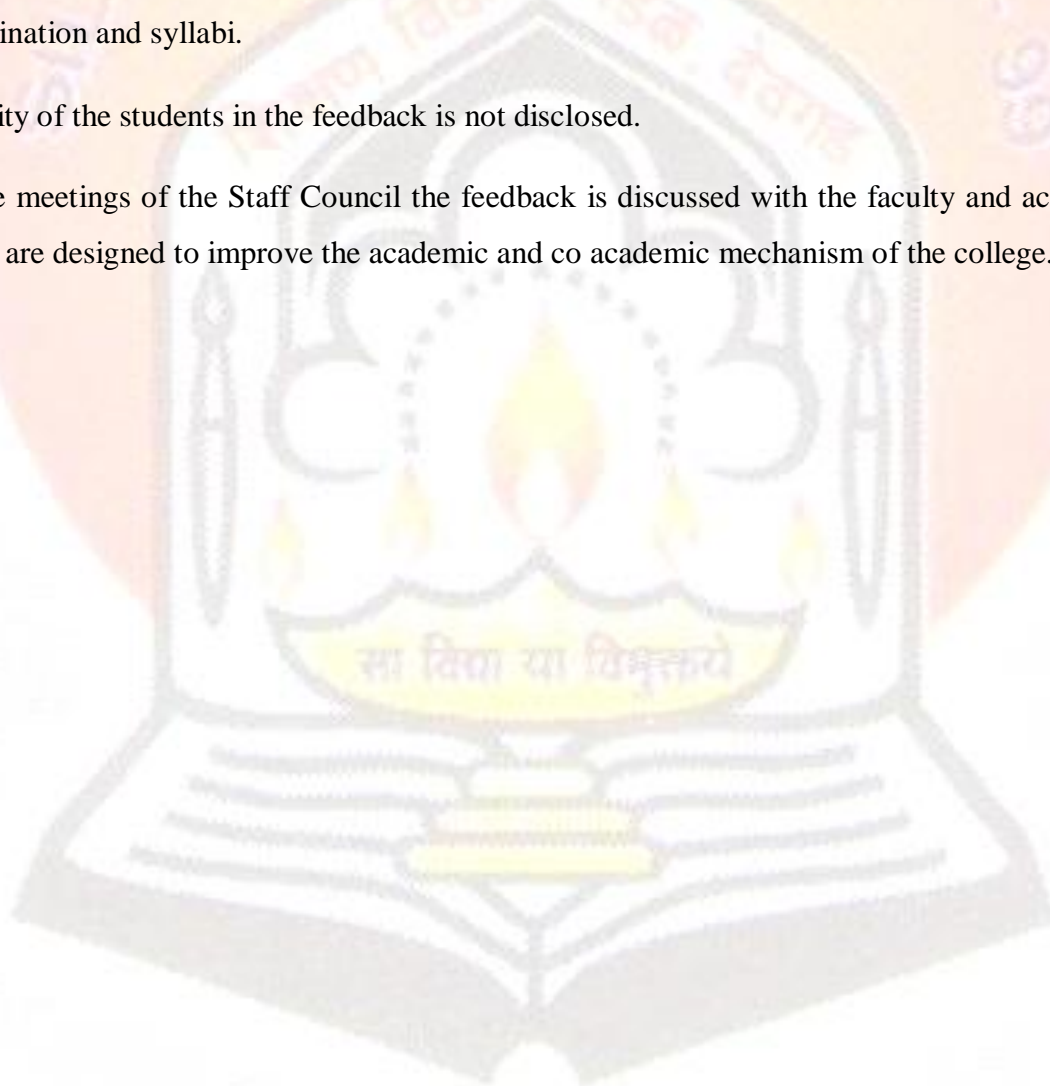 ination and syllabi.
ity of the students in the feedback is not disclosed.
e meetings of the Staff Council the feedback is discussed with the faculty and ac
are designed to improve the academic and co academic mechanism of the college.
सा विद्या या विमुक्तये